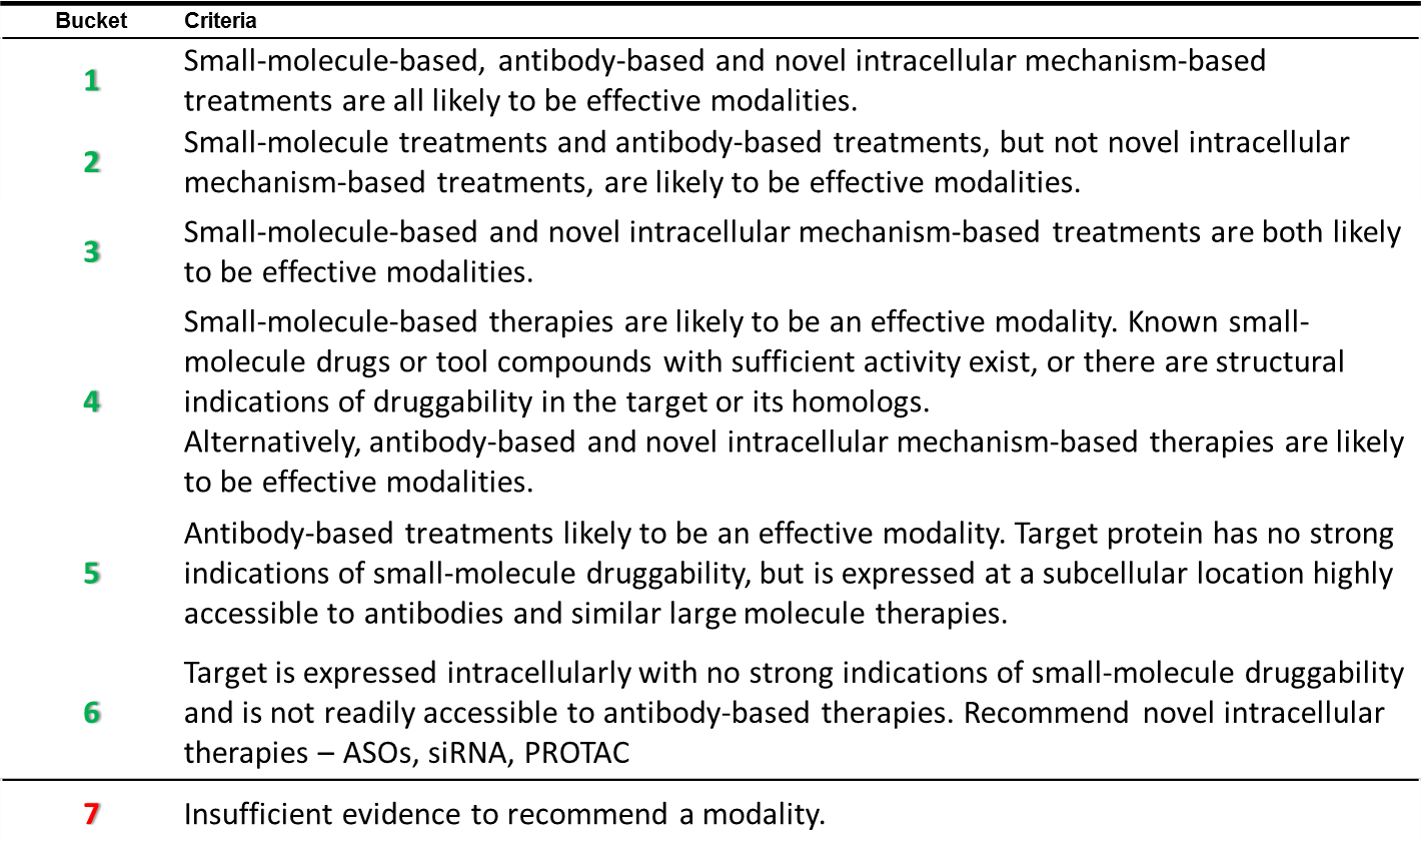 Bucket Criteria
1
Small-molecule-based, antibody-based and novel intracellular mechanism-based
treatments are all likely to be effective modalities.
2
Small-molecule treatments and antibody-based treatments, but not novel intracellular
mechanism-based treatments, are likely to be effective modalities.
3
Small-molecule-based and novel intracellular mechanism-based treatments are both likely
to be effective modalities.
4
Small-molecule-based therapies are likely to be an effective modality. Known small-
molecule drugs or tool compounds with sufficient activity exist, or there are structural
indications of druggability in the target or its homologs.
Alternatively, antibody-based and novel intracellular mechanism-based therapies are likely
to be effective modalities.
5
Antibody-based treatments likely to be an effective modality. Target protein has no strong
indications of small-molecule druggability, but is expressed at a subcellular location highly
accessible to antibodies and similar large molecule therapies.
6
Target is expressed intracellularly with no strong indications of small-molecule druggability
and is not readily accessible to antibody-based therapies. Recommend novel intracellular
therapies – ASOs, siRNA, PROTAC
7
Insufficient evidence to recommend a modality.